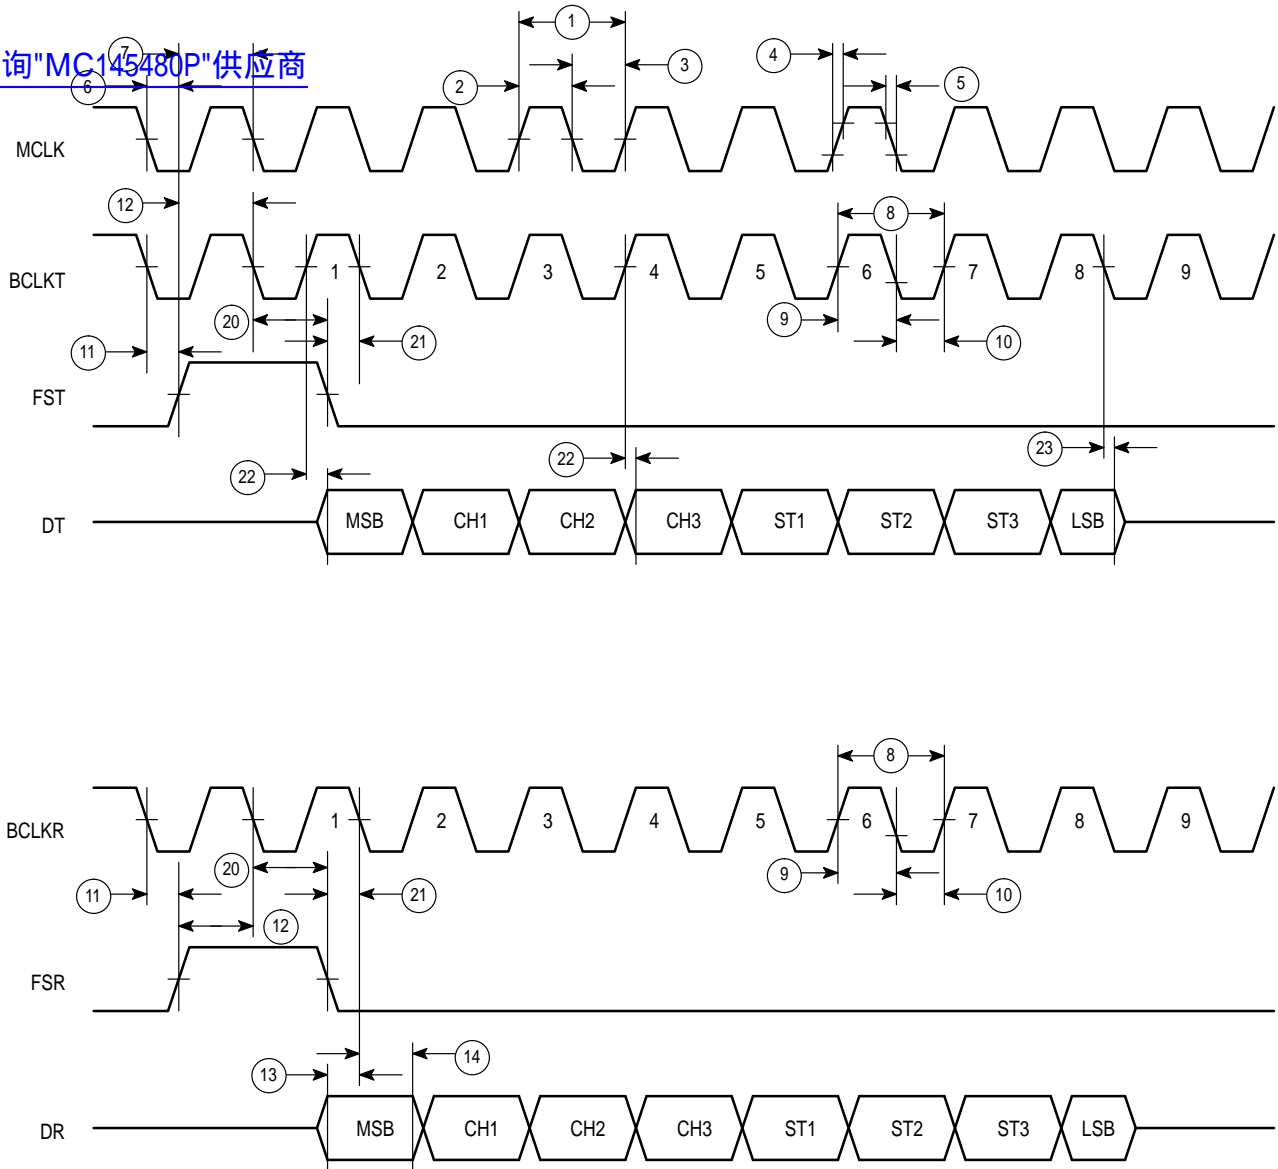 1
询"MC145480P"供应商
7
3
4
2
5
6
MCLK
12
8
BCLKT
1 2 3 4 5 6 7 8 9
20
9
21
10
11
FST
22
22
23
DT
MSB CH1 CH2 CH3 ST1 ST2 ST3 LSB
8
BCLKR
1 2 3 4 5 6 7 8 9
20
9
11
21
10
12
FSR
14
13
DR
MSB CH1 CH2 CH3 ST1 ST2 ST3 LSB